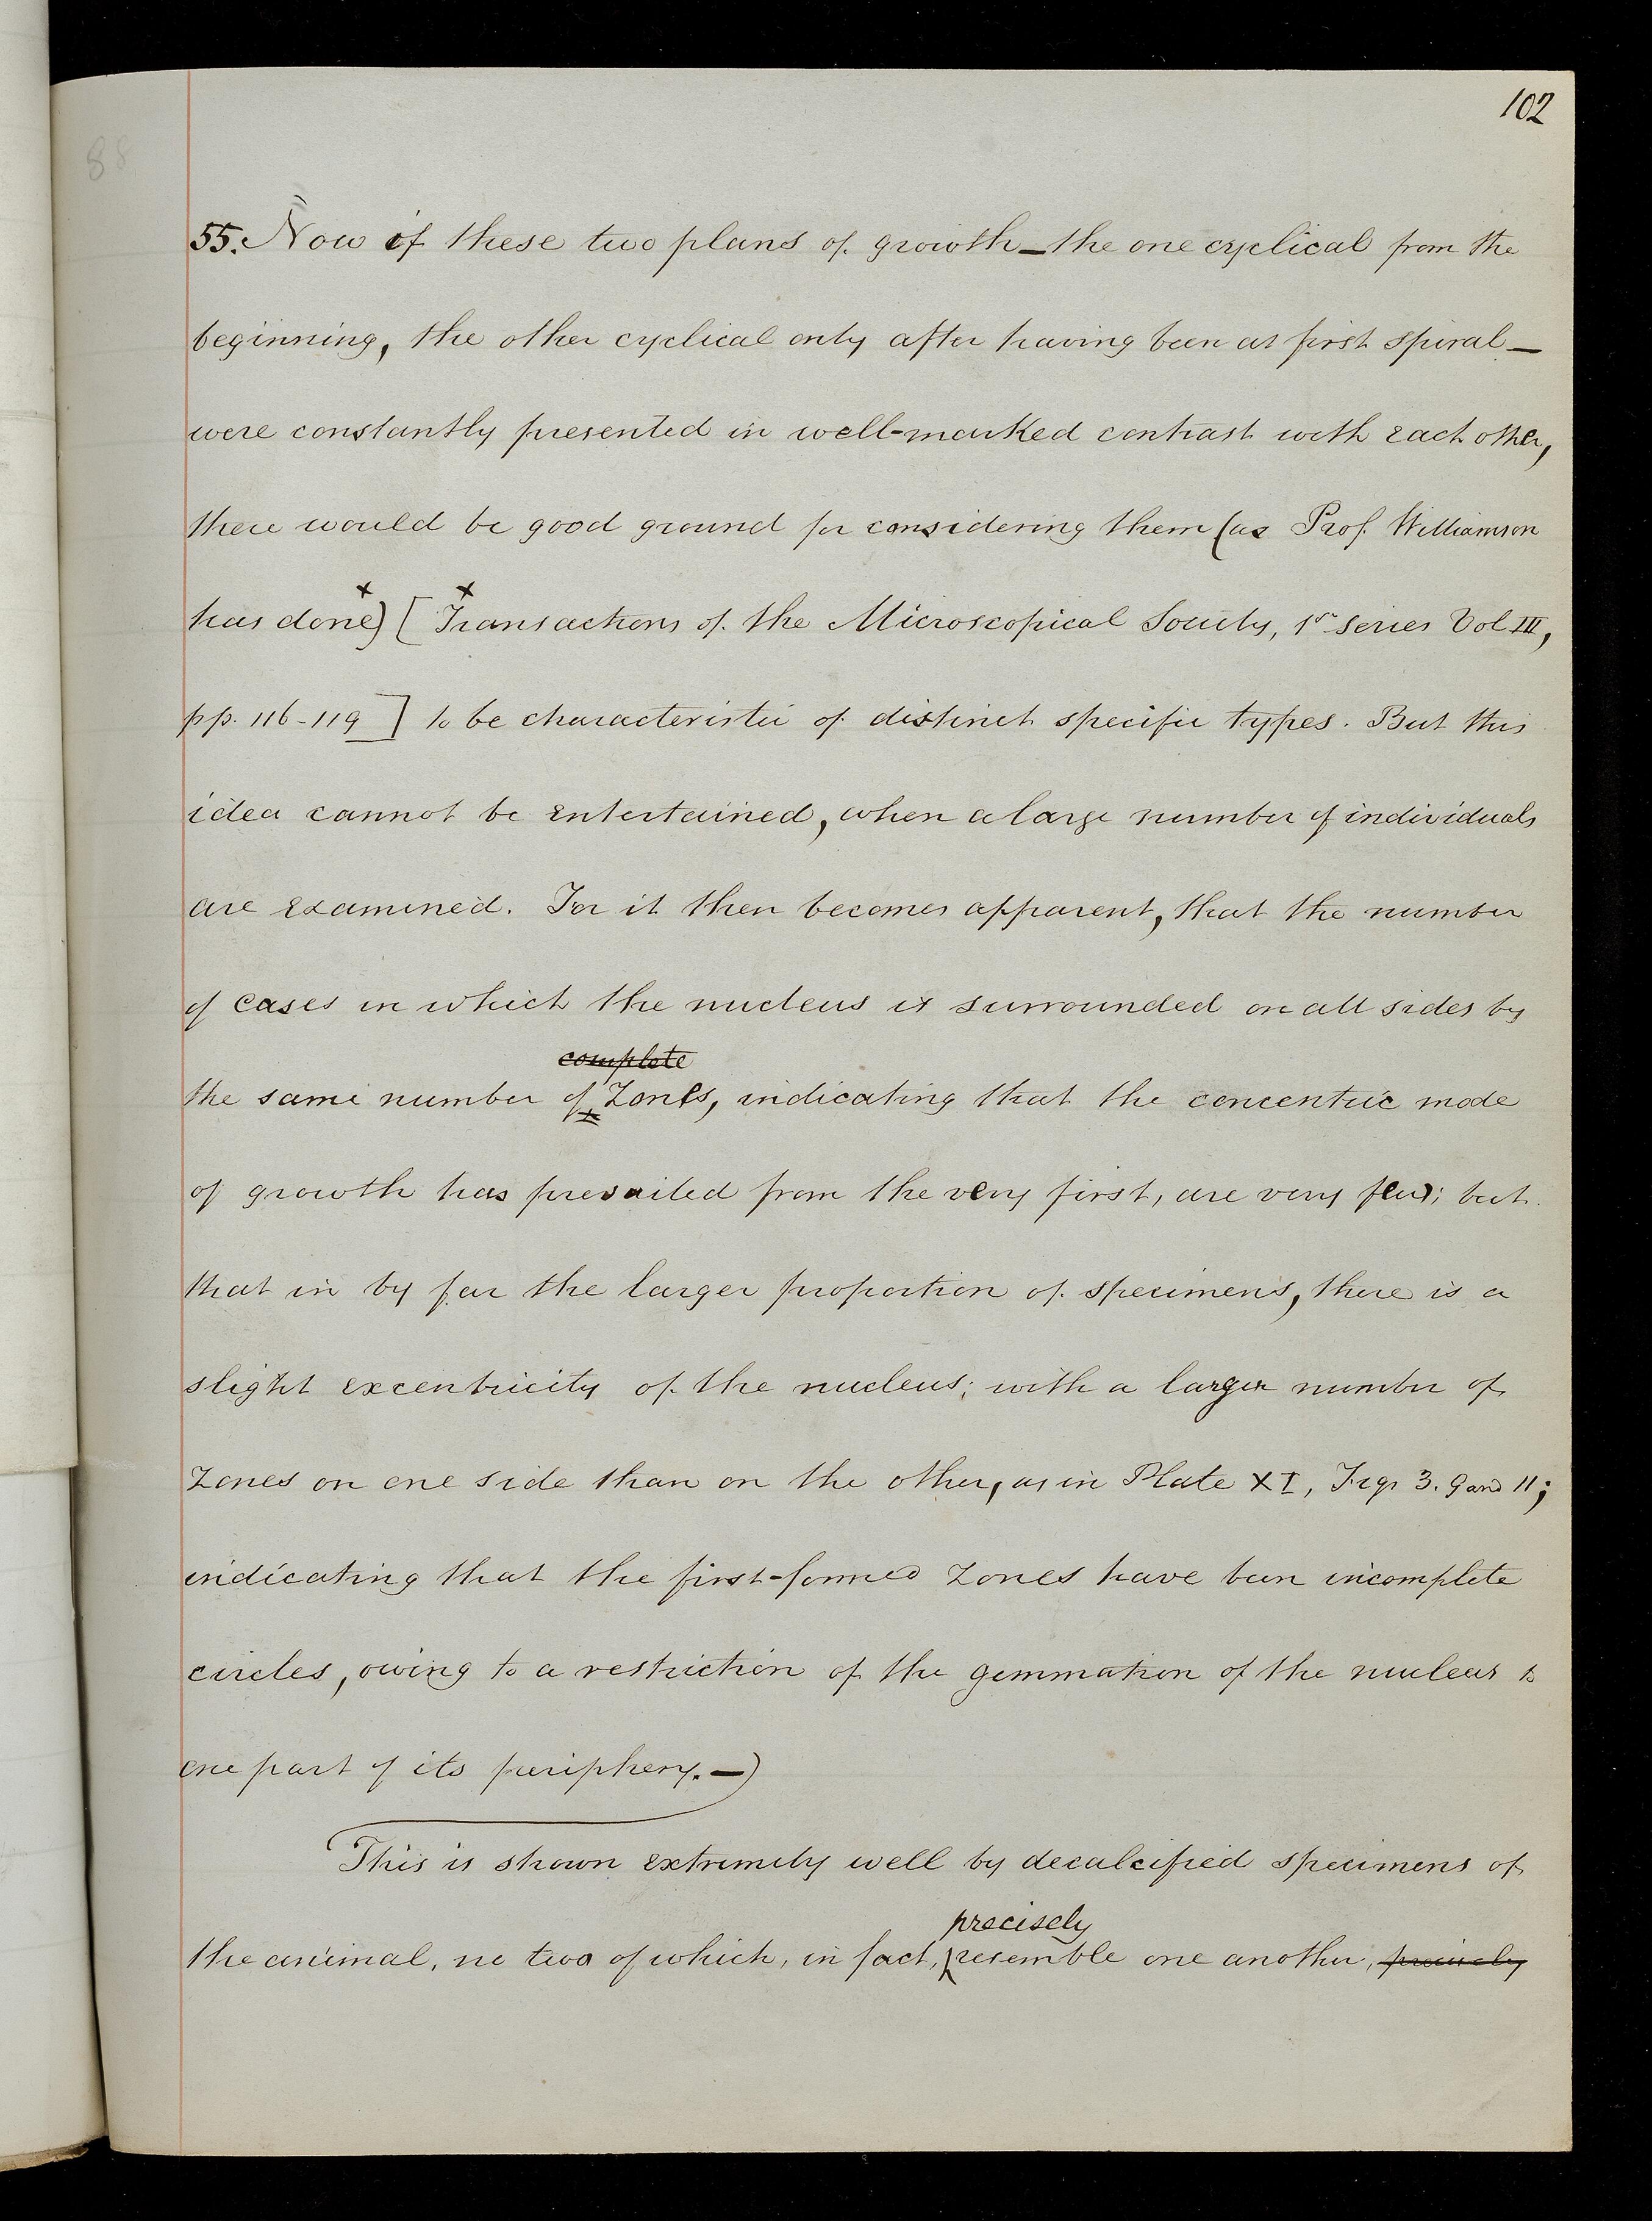 102
88
55. Now if these two plans of growth — the one cyclical from the
beginning, the other cyclical only after having been at first spiral —
were constantly presented in well-marked contrast with each other,
there would be good ground for considering them (as Prof. Williamson
has done)x [xTransactions of the Microscopical Society, 1st Series Vol III,
pp. 116-119] to be characteristic of distinct specific types. But this
idea cannot be entertained, when a large number of individuals
are examined. For it then becomes apparent, that the number
of cases in which the nucleus is surrounded on all sides by
complete
the same number of zones, indicating that the concentric mode
of growth has prevailed from the very first, are very few; but
that in by far the larger proportion of specimens, there is a
slight excentricity of the nucleus; with a larger number of
zones on one side than on the other, as in Plate XI, Figs 3. 9 and 11;
indicating that the first-formed zones have been incomplete
circles, owing to a restriction of the gemmation of the nucleus to
one part of its periphery. —)
This is shown extremely well by decalcified specimens of
precisely
the animal, no two of which, in fact, resemble one another, precisely